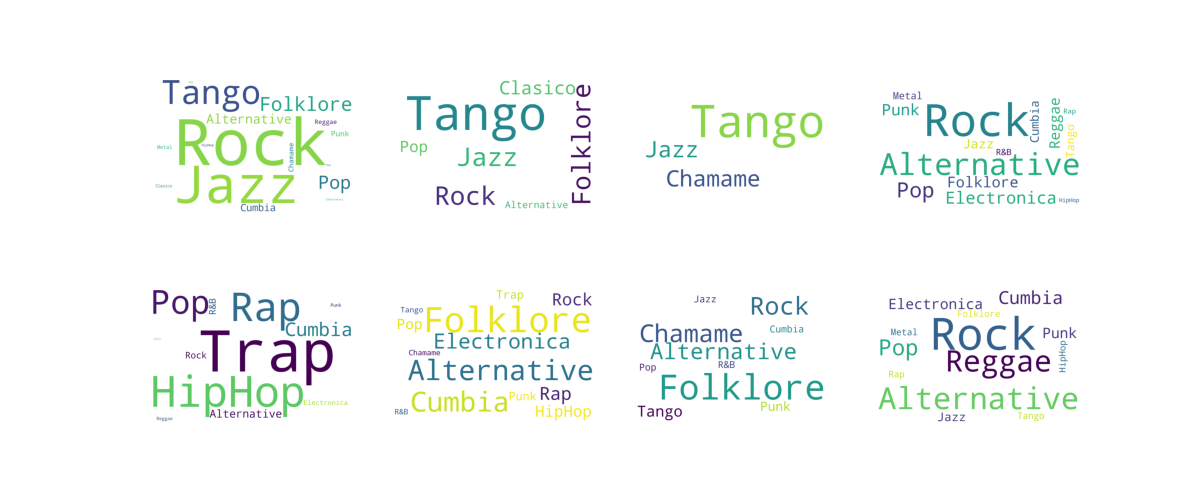 Tango
Folklore
Alternative
Reggae
Rock
Punk
Metal
HipHop
Chamame
Jazz
Pop
Classic
Cumbia
Electronica
Clasico
Tango
Folklore
Pop
Jazz
Rock
Alternative
Tango
Jazz
Chamame
Metal
Punk
Rock
Cumbia
Reggae
Rap
Tango
Jazz
R&B
Alternative
Folklore
Pop
Electronica
HipHop
Pop
R&B
Rap
Punk
Cumbia
Trap
Rock
HipHop
Electronica
Alternative
Reggae
Trap
Rock
Tango
Folklore
Pop
Electronica
Chamame
Alternative
Cumbia
Punk
Rap
R&B
HipHop
Jazz
Rock
Chamame
Cumbia
Alternative
Pop
R&B
Folklore
Tango
Punk
Electronica
Cumbia
Folklore
Metal
Rock
Punk
Pop
Reggae
HipHop
Rap
Alternative
Jazz
Tango